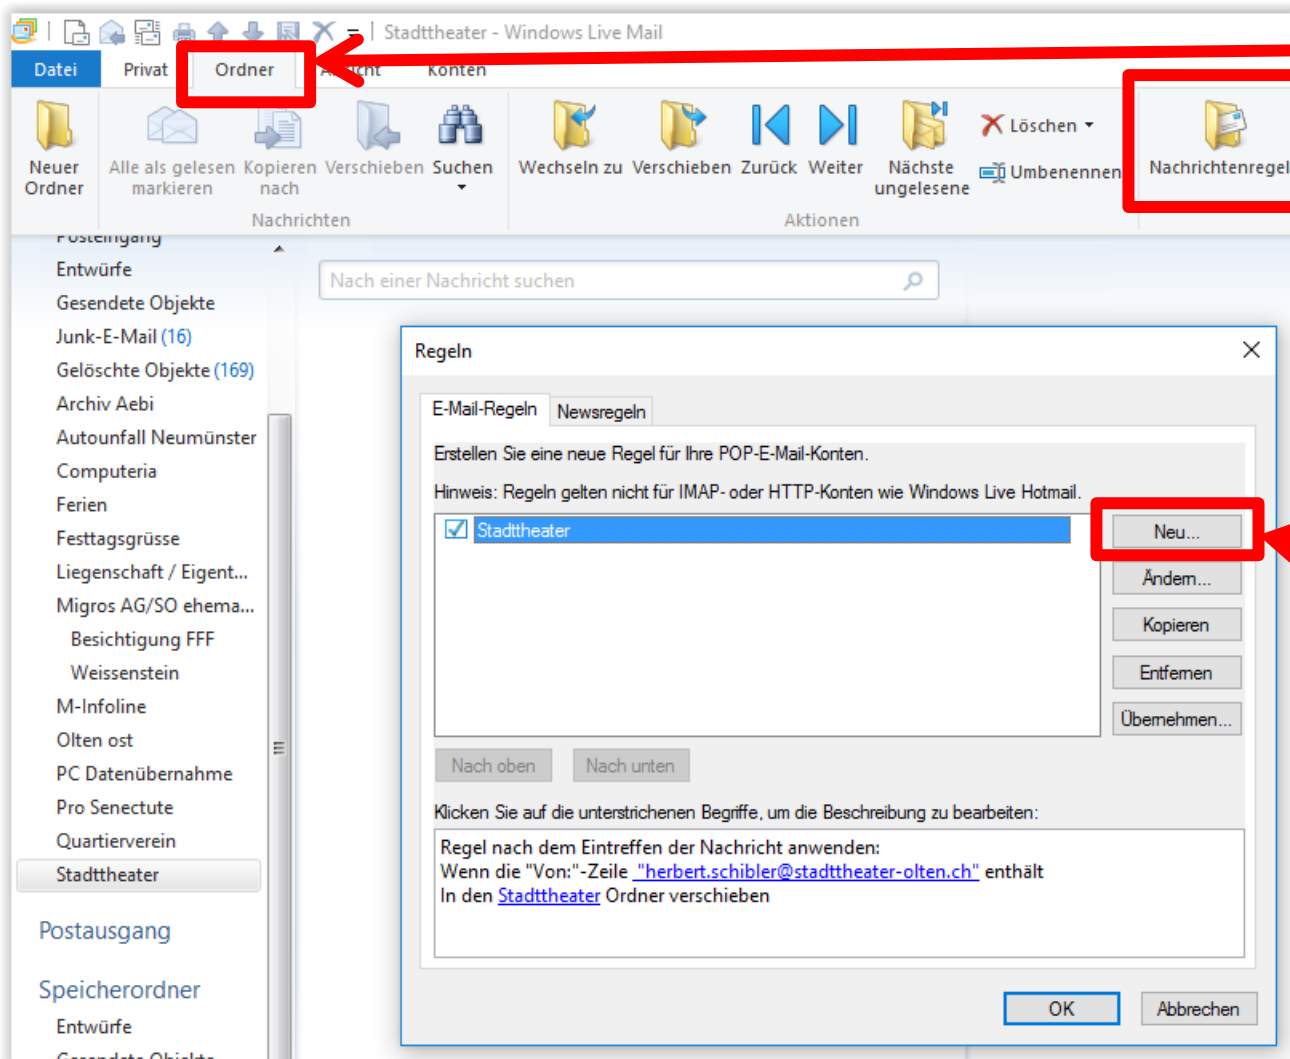 Stadttheater - Windows Live Mail
Datei Privat Ordner Ansicht Konten
Neuer Ordner
Alle als gelesen markieren
Kopieren nach
Verschieben
Suchen
Wechseln zu
Verschieben
Zurück
Weiter
Nächste ungelesene
Löschen
Umbenennen
Nachrichtenregel
Nachrichten
Aktionen
Posteingang
Entwürfe
Gesendete Objekte
Junk-E-Mail (16)
Gelöschte Objekte (169)
Archiv Aebi
Autounfall Neumünster
Computeria
Ferien
Festtagsgrüsse
Liegenschaft / Eigent...
Migros AG/SO ehema...
Besichtigung FFF
Weissenstein
M-Infoline
Olten ost
PC Datenübernahme
Pro Senectute
Quartierverein
Stadttheater
Postausgang
Speicherordner
Entwürfe
Gesendete Objekte
Nach einer Nachricht suchen
Regeln
E-Mail-Regeln Newsregeln
Erstellen Sie eine neue Regel für Ihre POP-E-Mail-Konten.
Hinweis: Regeln gelten nicht für IMAP- oder HTTP-Konten wie Windows Live Hotmail.
Stadttheater
Neu...
Ändern...
Kopieren
Entfernen
Übernehmen...
Nach oben Nach unten
Klicken Sie auf die unterstrichenen Begriffe, um die Beschreibung zu bearbeiten:
Regel nach dem Eintreffen der Nachricht anwenden:
Wenn die "Von:"-Zeile "herbert.schibler@stadttheater-olten.ch" enthält
In den Stadttheater Ordner verschieben
OK Abbrechen